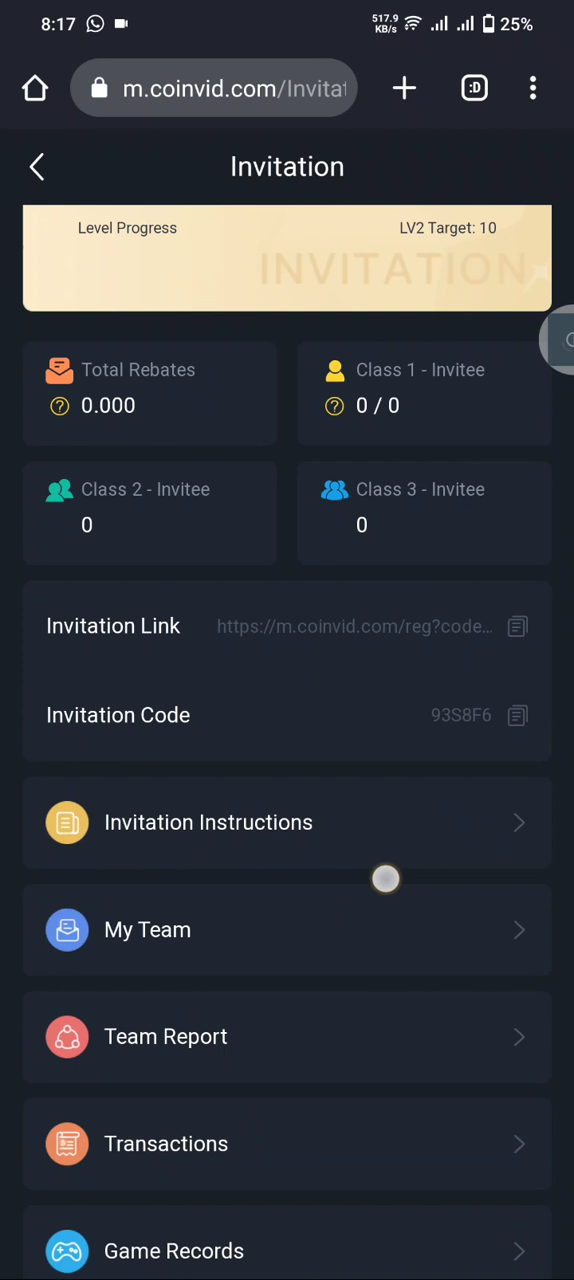 8:17
517.9
KB/s
25%
m.coinvid.com/Invitat
:D
Invitation
Level Progress
LV2 Target: 10
INVITATION
Total Rebates
? 0.000
Class 1 - Invitee
? 0 / 0
Class 2 - Invitee
0
Class 3 - Invitee
0
Invitation Link https://m.coinvid.com/reg?code...
Invitation Code 93S8F6
Invitation Instructions
My Team
Team Report
Transactions
Game Records